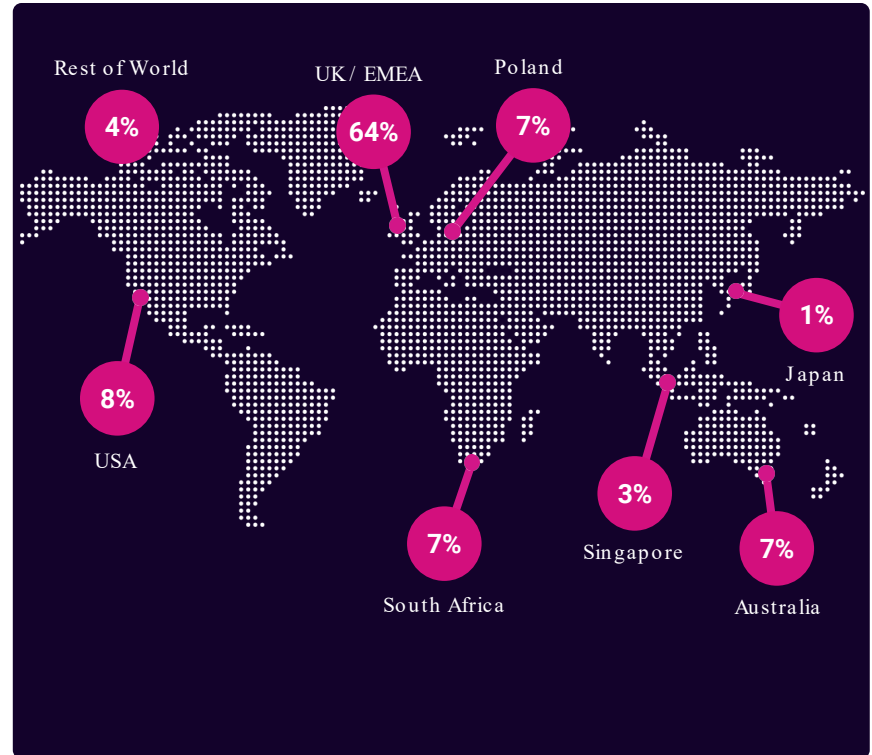 Rest of World
4%
UK / EMEA
64%
Poland
7%
1%
Japan
8%
USA
7%
South Africa
3%
Singapore
7%
Australia